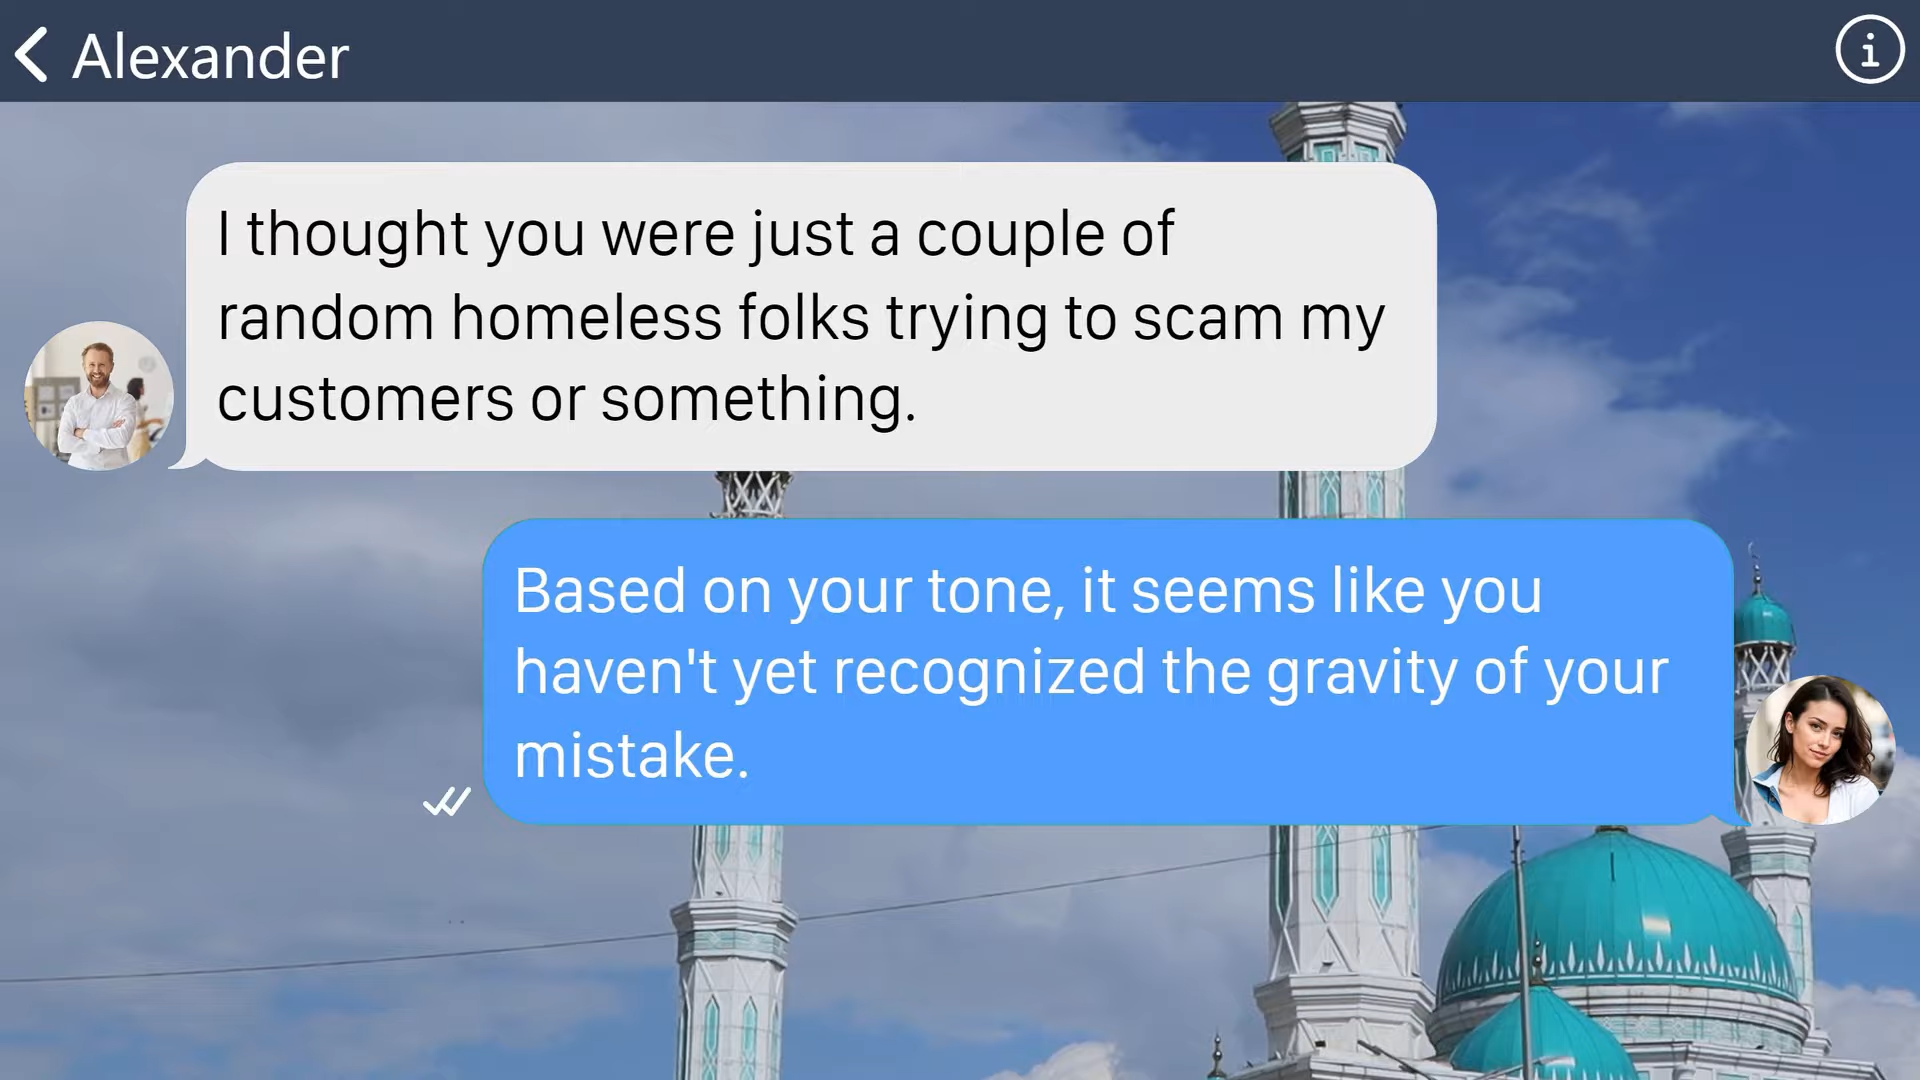 Alexander
I thought you were just a couple of
random homeless folks trying to scam my
customers or something.
Based on your tone, it seems like you
haven't yet recognized the gravity of your
mistake.